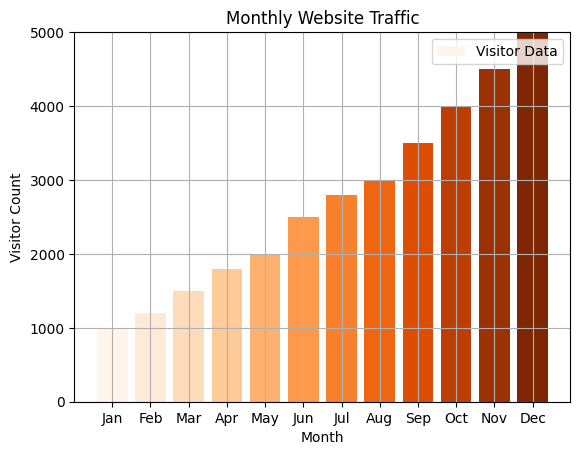 Monthly Website Traffic
Visitor Data
Visitor Count
5000
4000
3000
2000
1000
0
Jan Feb Mar Apr May Jun Jul Aug Sep Oct Nov Dec
Month